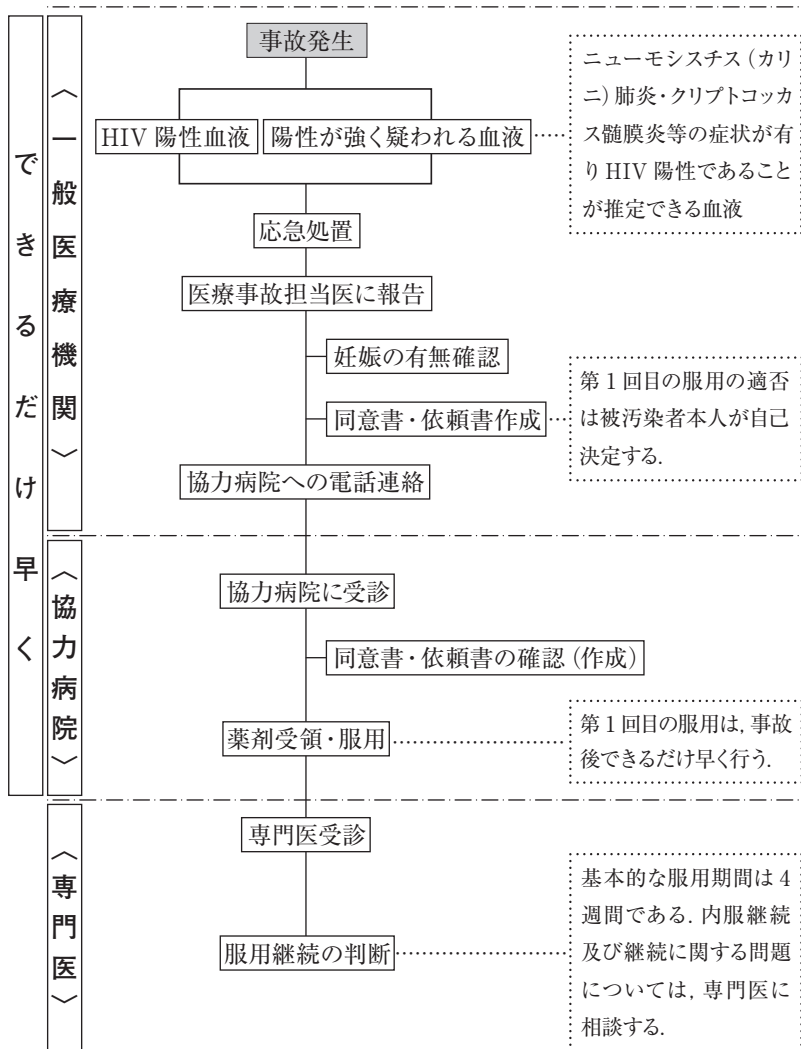 できるだけ早く
〈一般医療機関〉
事故発生
HIV 陽性血液
陽性が強く疑われる血液
ニューモシスチス（カリ
ニ）肺炎・クリプトコッカ
ス髄膜炎等の症状が有
り HIV 陽性であること
が推定できる血液
応急処置
医療事故担当医に報告
妊娠の有無確認
同意書・依頼書作成
第 1 回目の服用の適否
は被汚染者本人が自己
決定する.
協力病院への電話連絡
〈協力病院〉
協力病院に受診
同意書・依頼書の確認（作成）
薬剤受領・服用
第 1 回目の服用は, 事故
後できるだけ早く行う.
〈専門医〉
専門医受診
服用継続の判断
基本的な服用期間は 4
週間である. 内服継続
及び継続に関する問題
については, 専門医に
相談する.